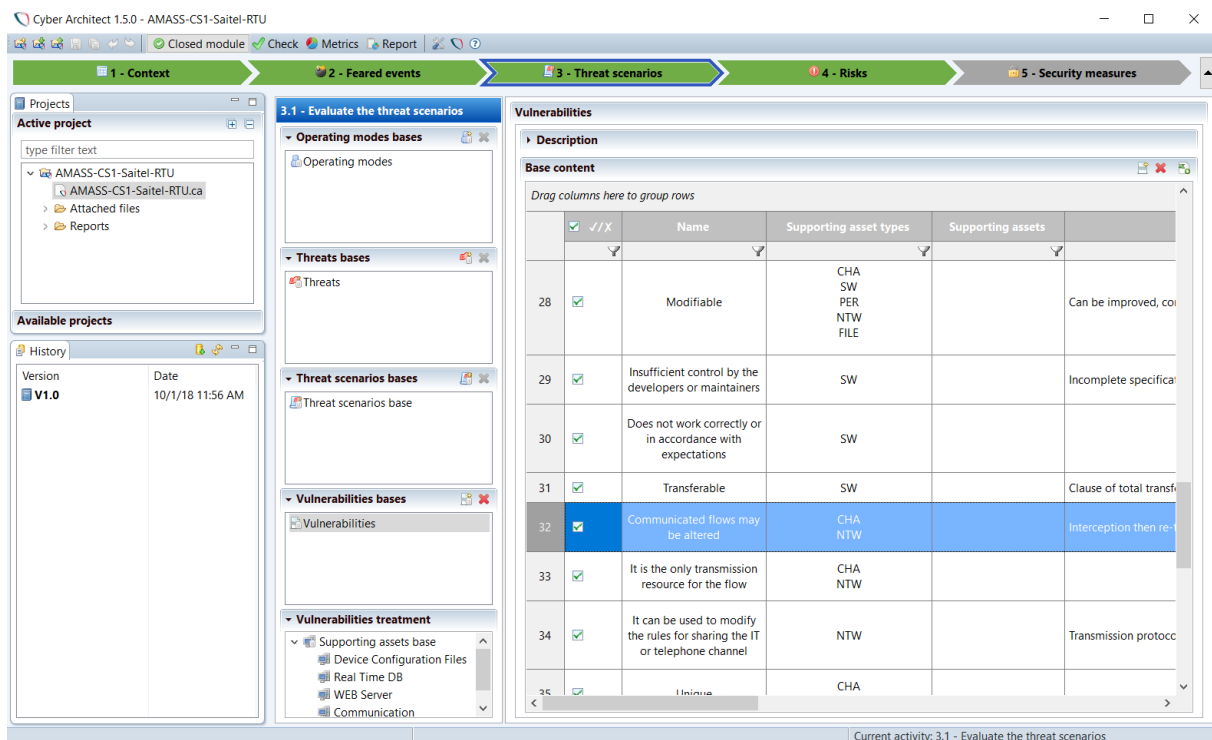 Cyber Architect 1.5.0 - AMASS-CS1-Saitel-RTU
Closed module Check Metrics Report
1 - Context
2 - Feared events
3 - Threat scenarios
4 - Risks
5 - Security measures
Projects
Active project
type filter text
AMASS-CS1-Saitel-RTU
AMASS-CS1-Saitel-RTU.ca
Attached files
Reports
Available projects
History
Version Date
V1.0 10/1/18 11:56 AM
3.1 - Evaluate the threat scenarios
Operating modes bases
Operating modes
Threats bases
Threats
Threat scenarios bases
Threat scenarios base
Vulnerabilities bases
Vulnerabilities
Vulnerabilities treatment
Supporting assets base
Device Configuration Files
Real Time DB
WEB Server
Communication
Vulnerabilities
Description
Base content
Drag columns here to group rows
√//X Name Supporting asset types Supporting assets
28
Modifiable
CHA
SW
PER
NTW
FILE
Can be improved, co
29
Insufficient control by the
developers or maintainers
SW
Incomplete specifica
30
Does not work correctly or
in accordance with
expectations
SW
31
Transferable
SW
Clause of total transf
32
Communicated flows may
be altered
CHA
NTW
Interception then re-
33
It is the only transmission
resource for the flow
CHA
NTW
34
It can be used to modify
the rules for sharing the IT
or telephone channel
NTW
Transmission protoc
35
Unique
CHA
Current activity: 3.1 - Evaluate the threat scenarios